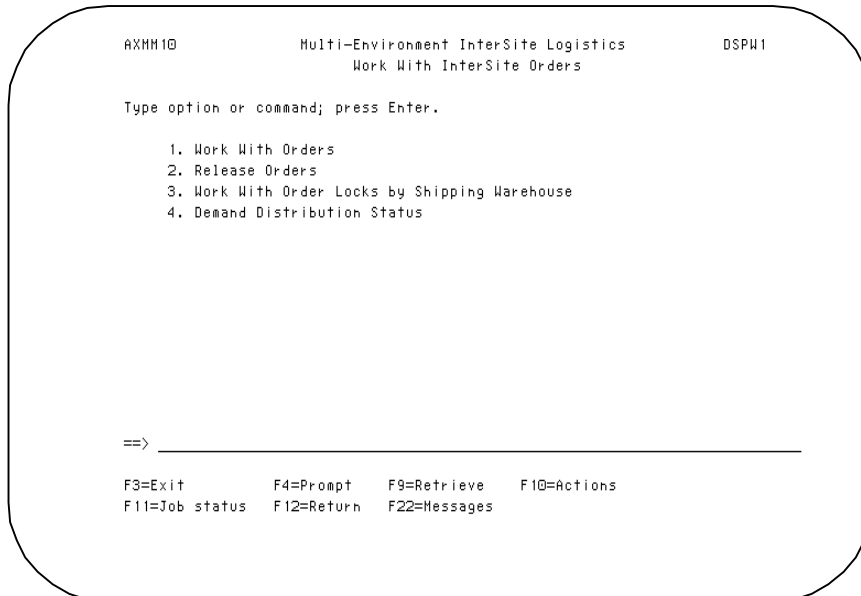 AXMM10 Multi-Environment InterSite Logistics DSPW1
Work With InterSite Orders
Type option or command; press Enter.
1. Work With Orders
2. Release Orders
3. Work With Order Locks by Shipping Warehouse
4. Demand Distribution Status
==>
F3=Exit F4=Prompt F9=Retrieve F10=Actions
F11=Job status F12=Return F22=Messages